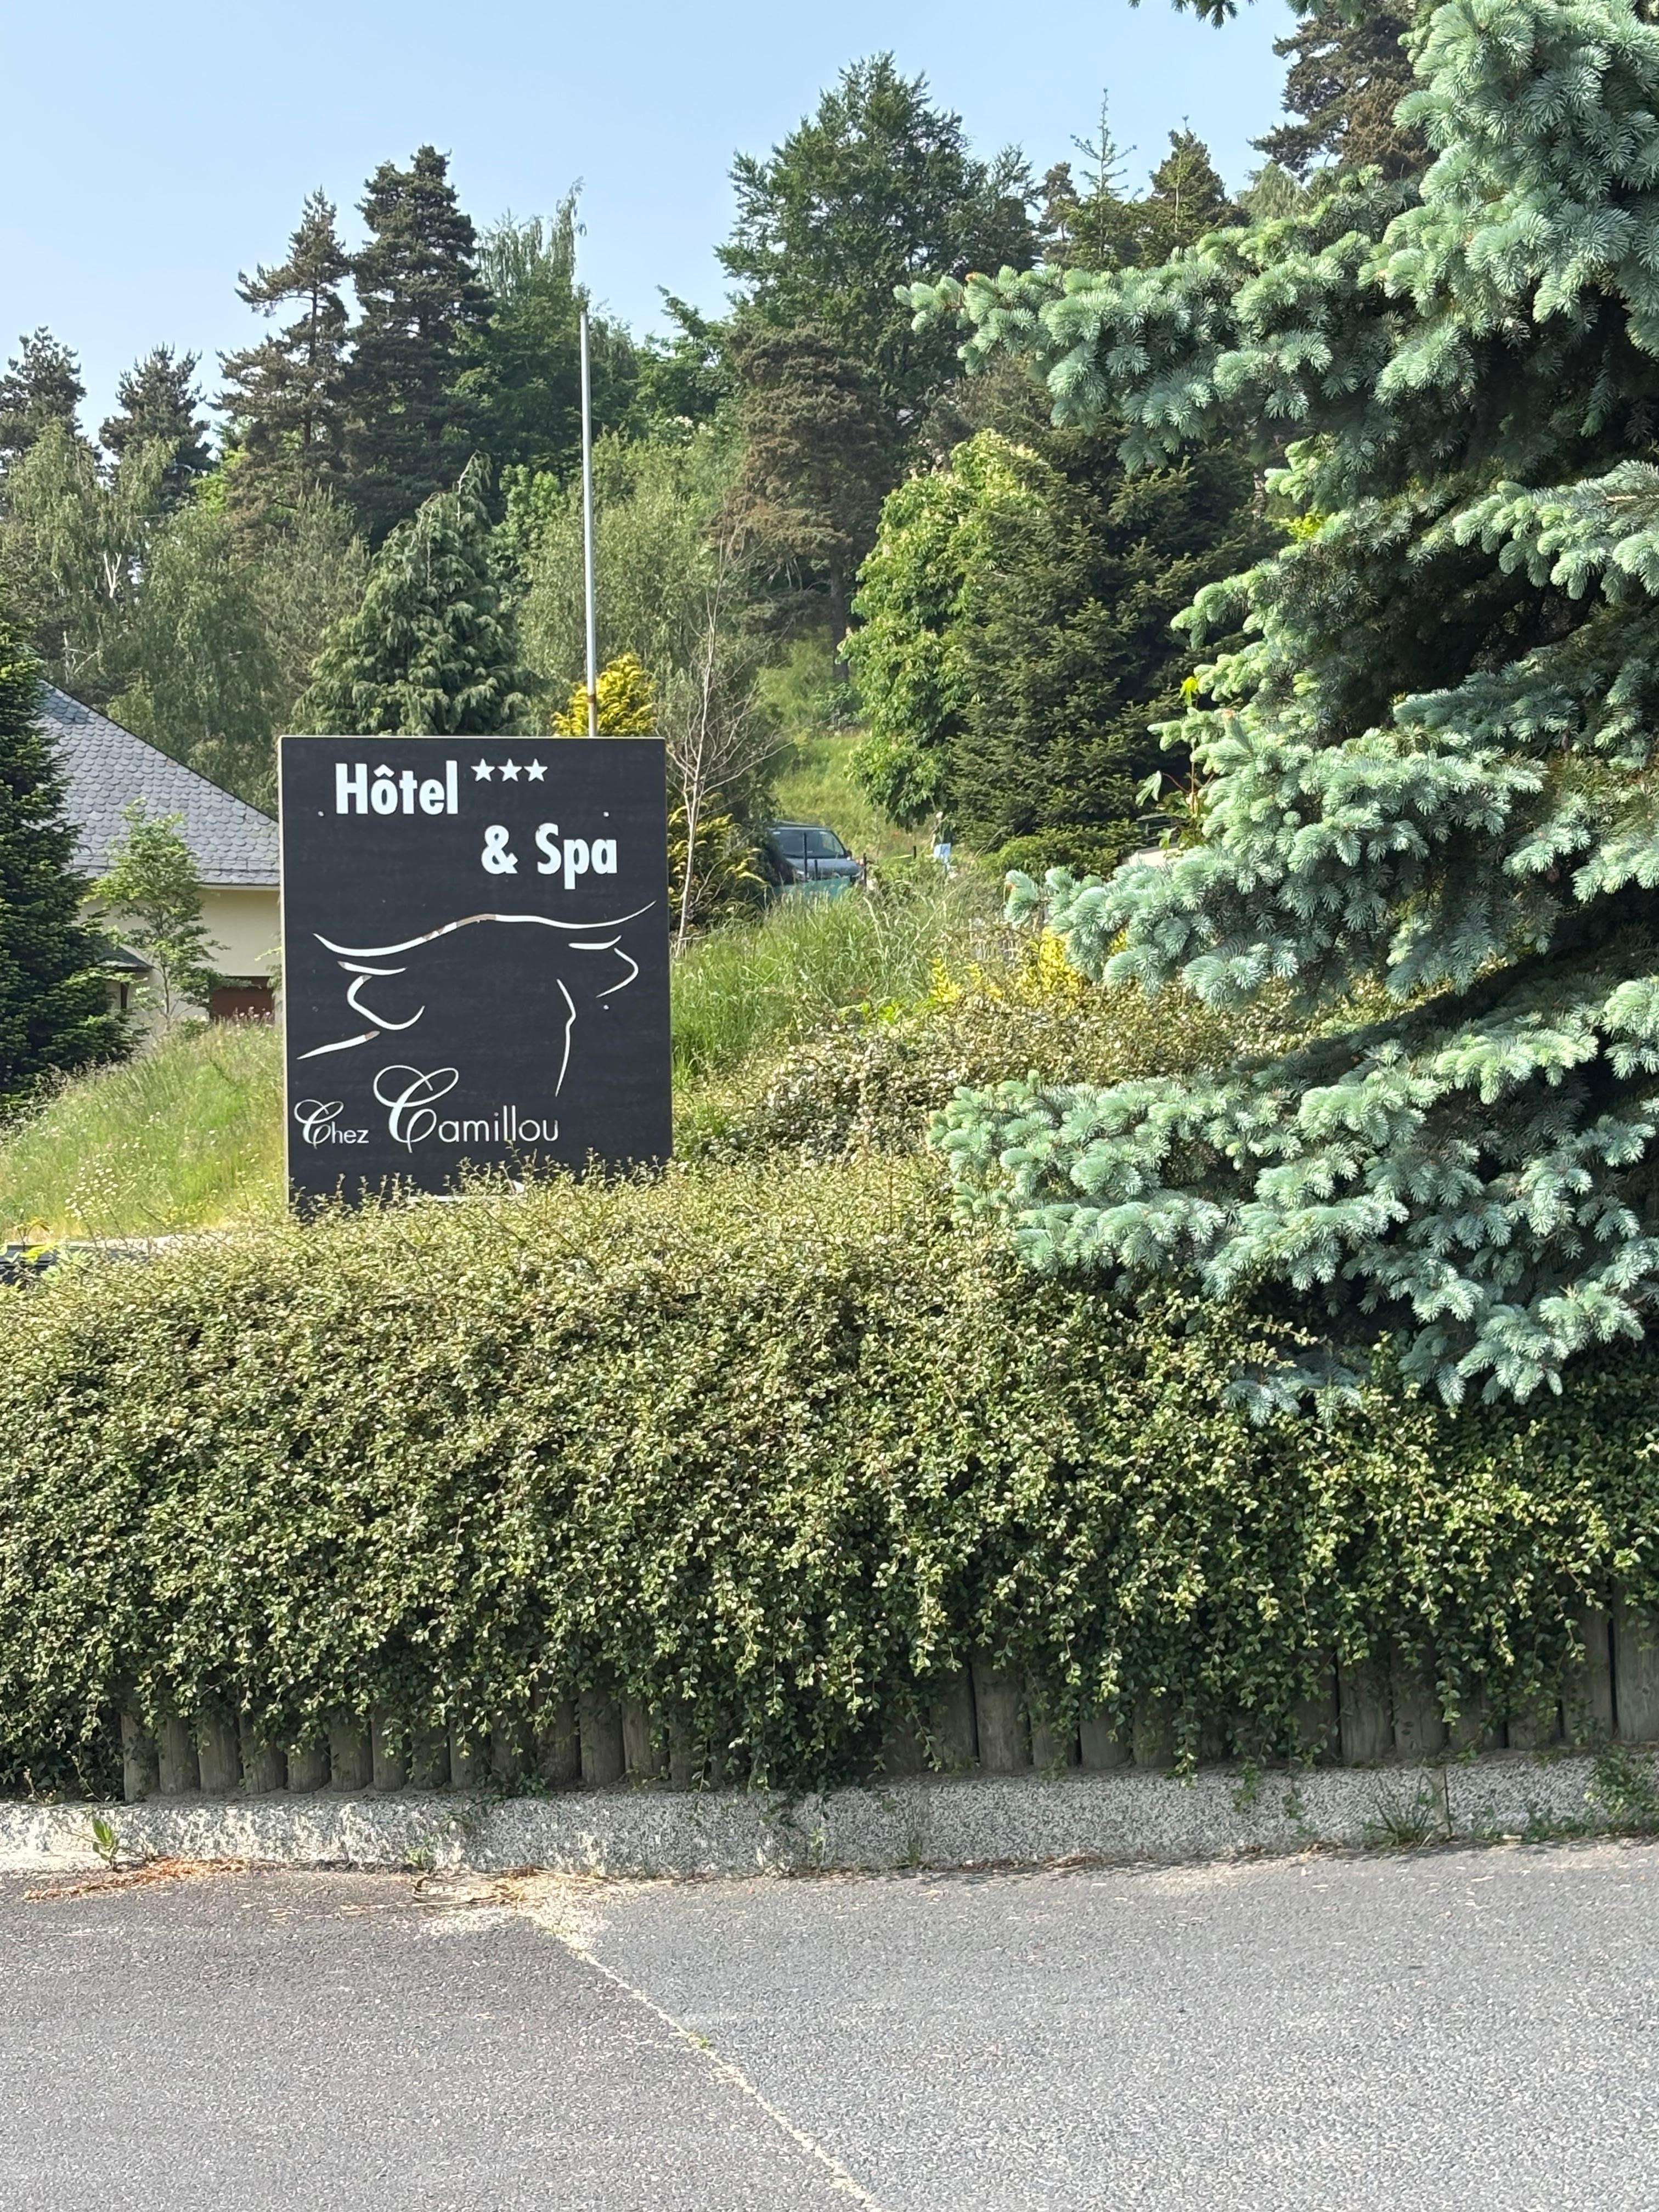 Hôtel ★★★
& Spa
Chez Camillou